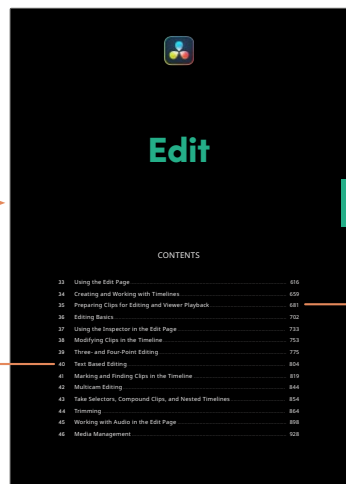 Edit
CONTENTS
33 Using the Edit Page 616
34 Creating and Working with Timelines 659
35 Preparing Clips for Editing and Viewer Playback 681
36 Editing Basics 702
37 Using the Inspector in the Edit Page 733
38 Modifying Clips in the Timeline 753
39 Three- and Four-Point Editing 775
40 Text Based Editing 804
41 Marking and Finding Clips in the Timeline 819
42 Multicam Editing 844
43 Take Selectors, Compound Clips, and Nested Timelines 854
44 Trimming 864
45 Working with Audio in the Edit Page 898
46 Media Management 928